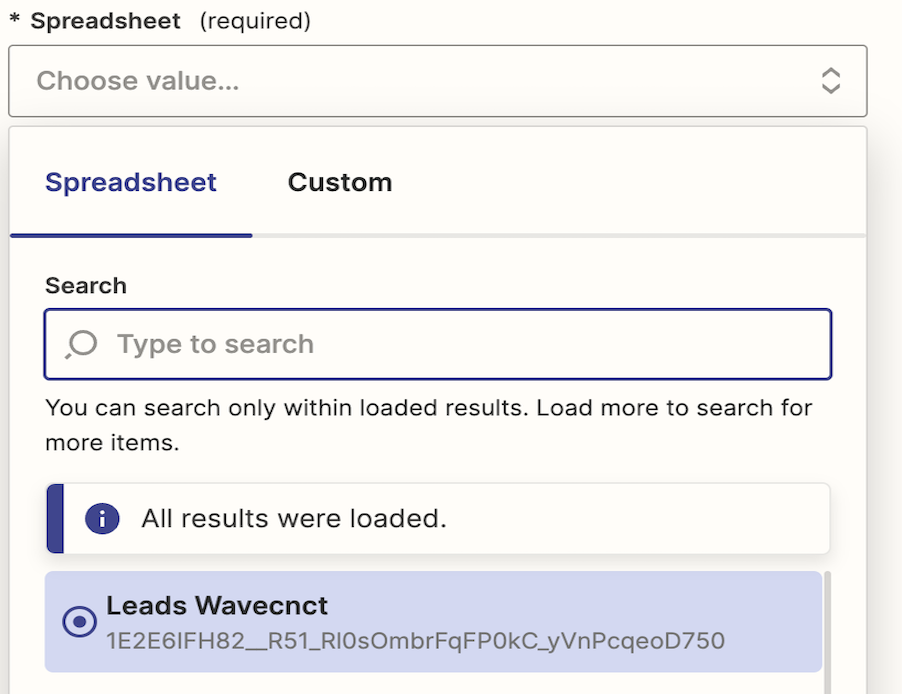 * Spreadsheet (required)
Choose value...
Spreadsheet Custom
Search
Type to search
You can search only within loaded results. Load more to search for
more items.
All results were loaded.
Leads Wavecnct
1E2E6lFH82__R51_Rl0sOmbrFqFP0kC_yVnPcqeoD750